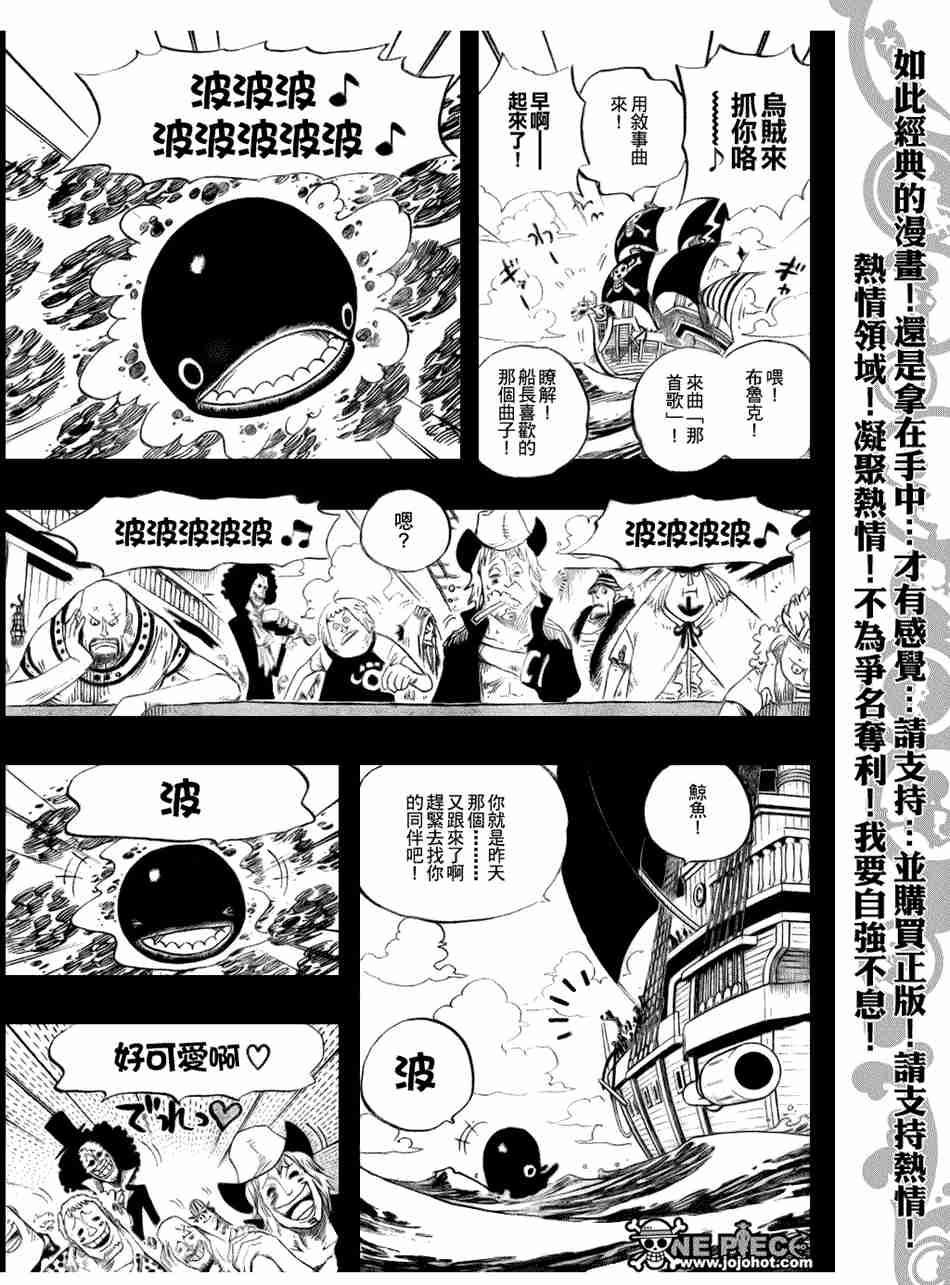 烏賊來
抓你咯
~♪
用敘事曲
來！
早啊——
起來了！
喂！
布魯克
來曲「那
首歌」！
瞭解！
船長喜歡的
那個曲子！
波波波♪
波波波波波♪
波波波波♪
嗯？
波波波波波♫
鯨魚！
你就是昨天
那個………
又跟來了啊
趕緊去找你
的同伴吧！
波
波
好可愛啊♡
でれっ♡
如此經典的漫畫！還是拿在手中…才有感覺…請支持…並購買正版！請支持熱情！
熱情領域！凝聚熱情！不為爭名奪利！我要自強不息！
ONE PIECE
www.jojohot.com